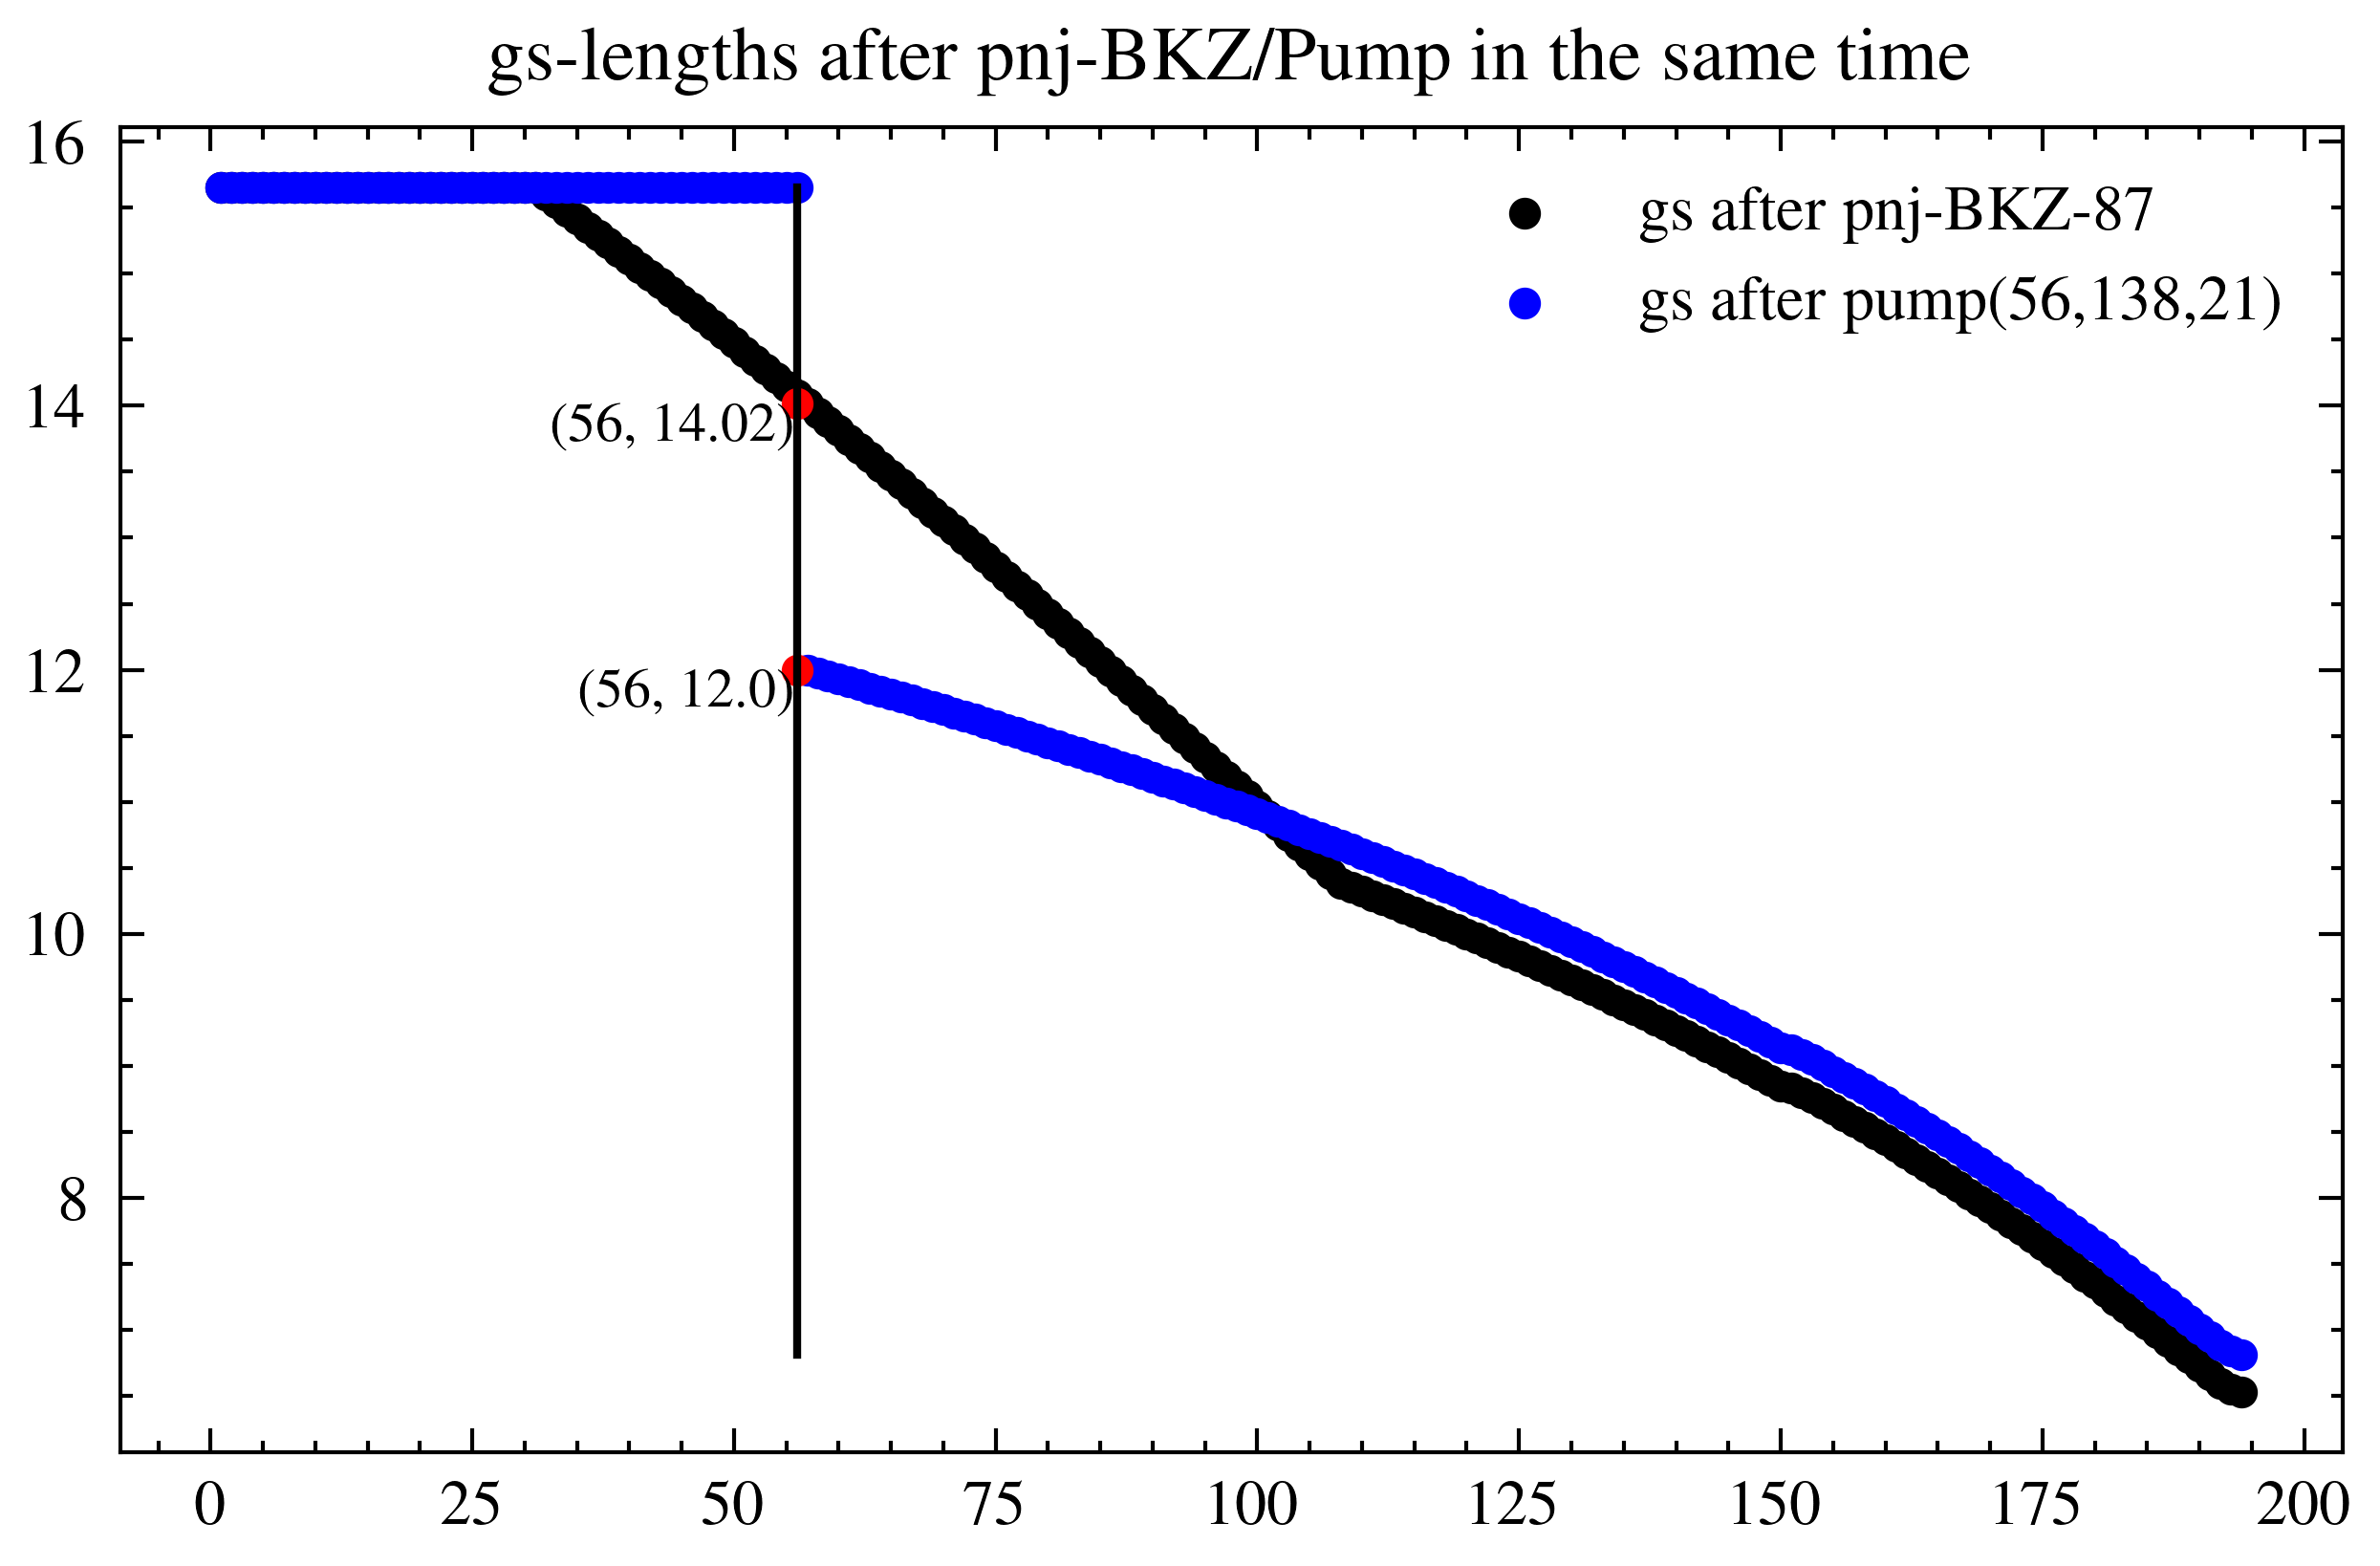 gs-lengths after pnj-BKZ/Pump in the same time
16
14
12
10
8
gs after pnj-BKZ-87
gs after pump(56,138,21)
(56, 14.02)
(56, 12.0)
0 25 50 75 100 125 150 175 200